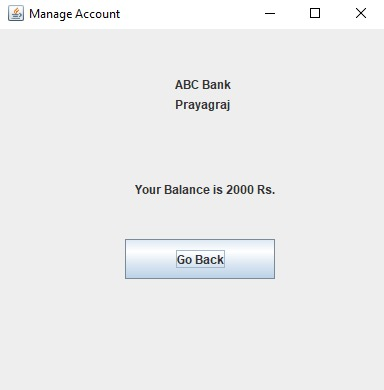 Manage Account
ABC Bank
Prayagraj
Your Balance is 2000 Rs.
Go Back